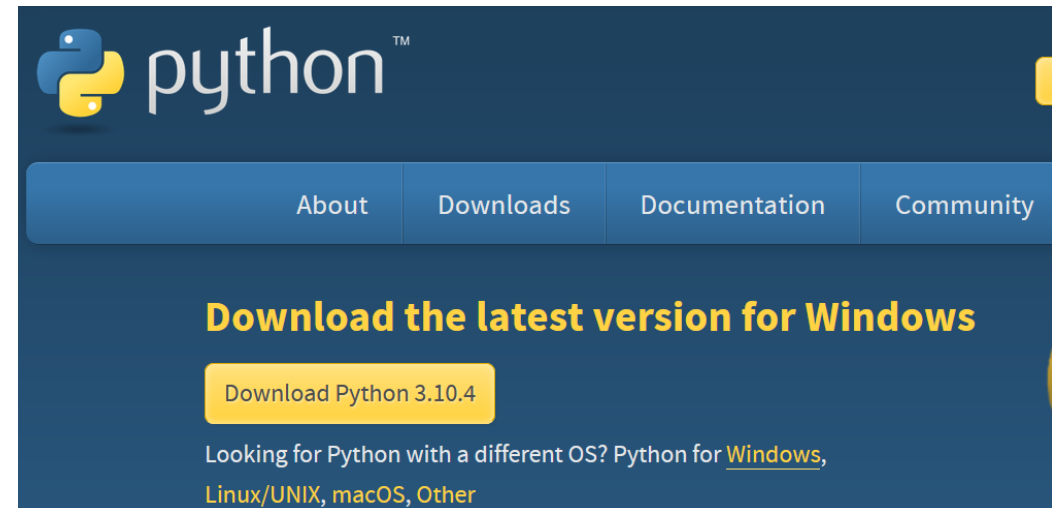 python™
About Downloads Documentation Community
Download the latest version for Windows
Download Python 3.10.4
Looking for Python with a different OS? Python for Windows,
Linux/UNIX, macOS, Other